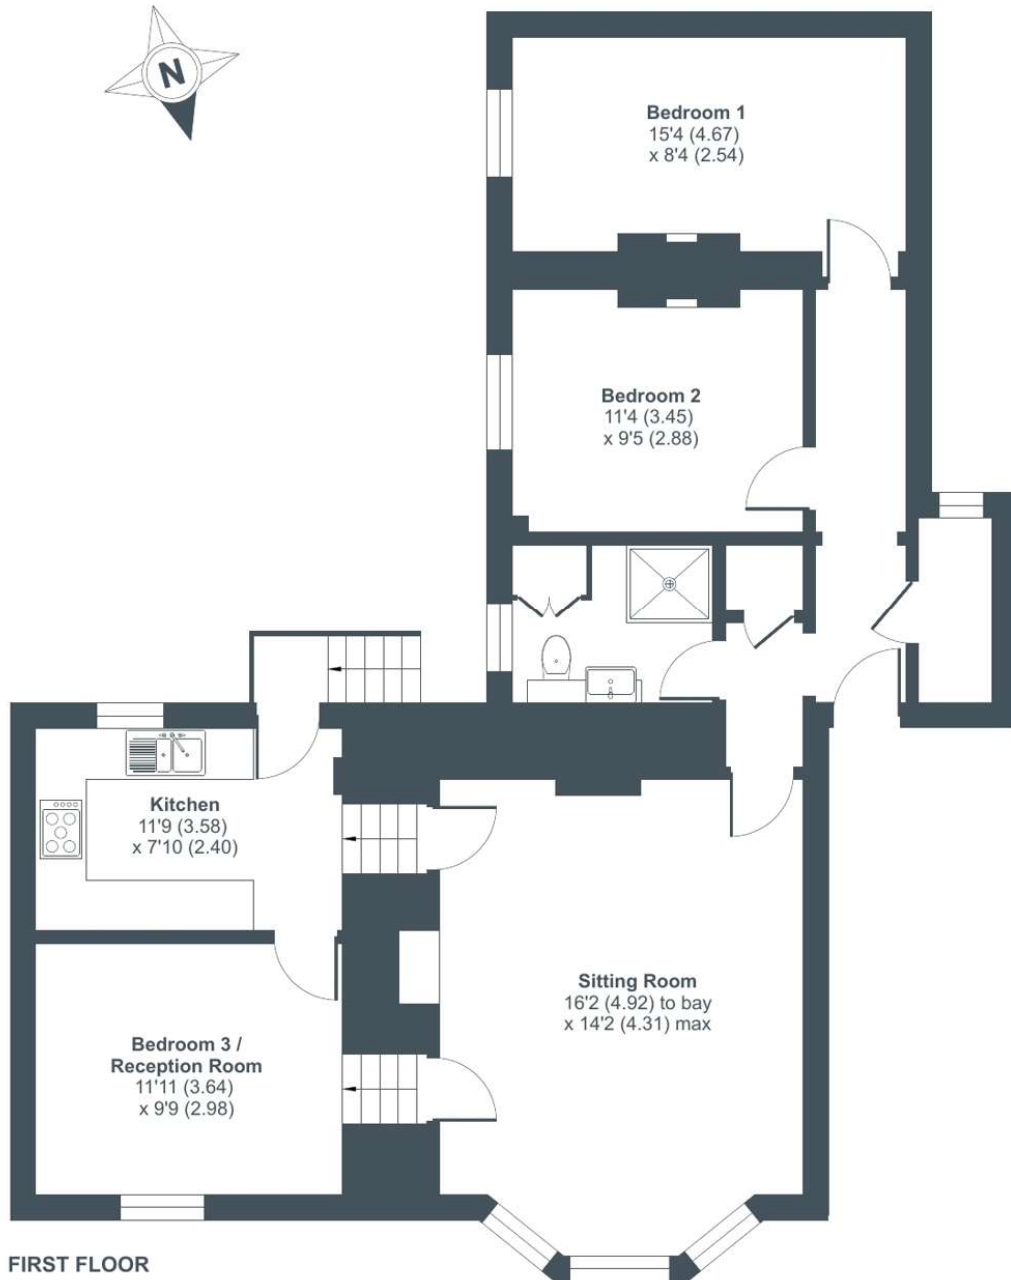 N
Bedroom 1
15'4 (4.67)
x 8'4 (2.54)
Bedroom 2
11'4 (3.45)
x 9'5 (2.88)
Kitchen
11'9 (3.58)
x 7'10 (2.40)
Sitting Room
16'2 (4.92) to bay
x 14'2 (4.31) max
Bedroom 3 /
Reception Room
11'11 (3.64)
x 9'9 (2.98)
FIRST FLOOR